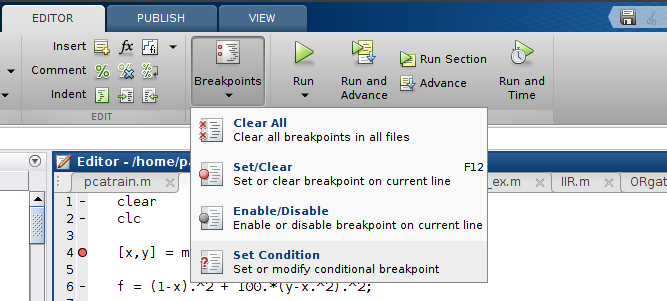 EDITOR PUBLISH VIEW
Insert fx fi
Comment %
Indent
EDIT
Breakpoints
Run
Run and
Advance
Run Section
Advance
Run and
Time
Clear All
Clear all breakpoints in all files
Set/Clear F12
Set or clear breakpoint on current line
Enable/Disable
Enable or disable breakpoint on current line
Set Condition
Set or modify conditional breakpoint
Editor - /home/p
pcatrain.m _ex.m IIR.m ORgat
1 - clear
2 - clc
3
4 [x,y] = m
5
6 - f = (1-x).^2 + 100.*(y-x.^2).^2;